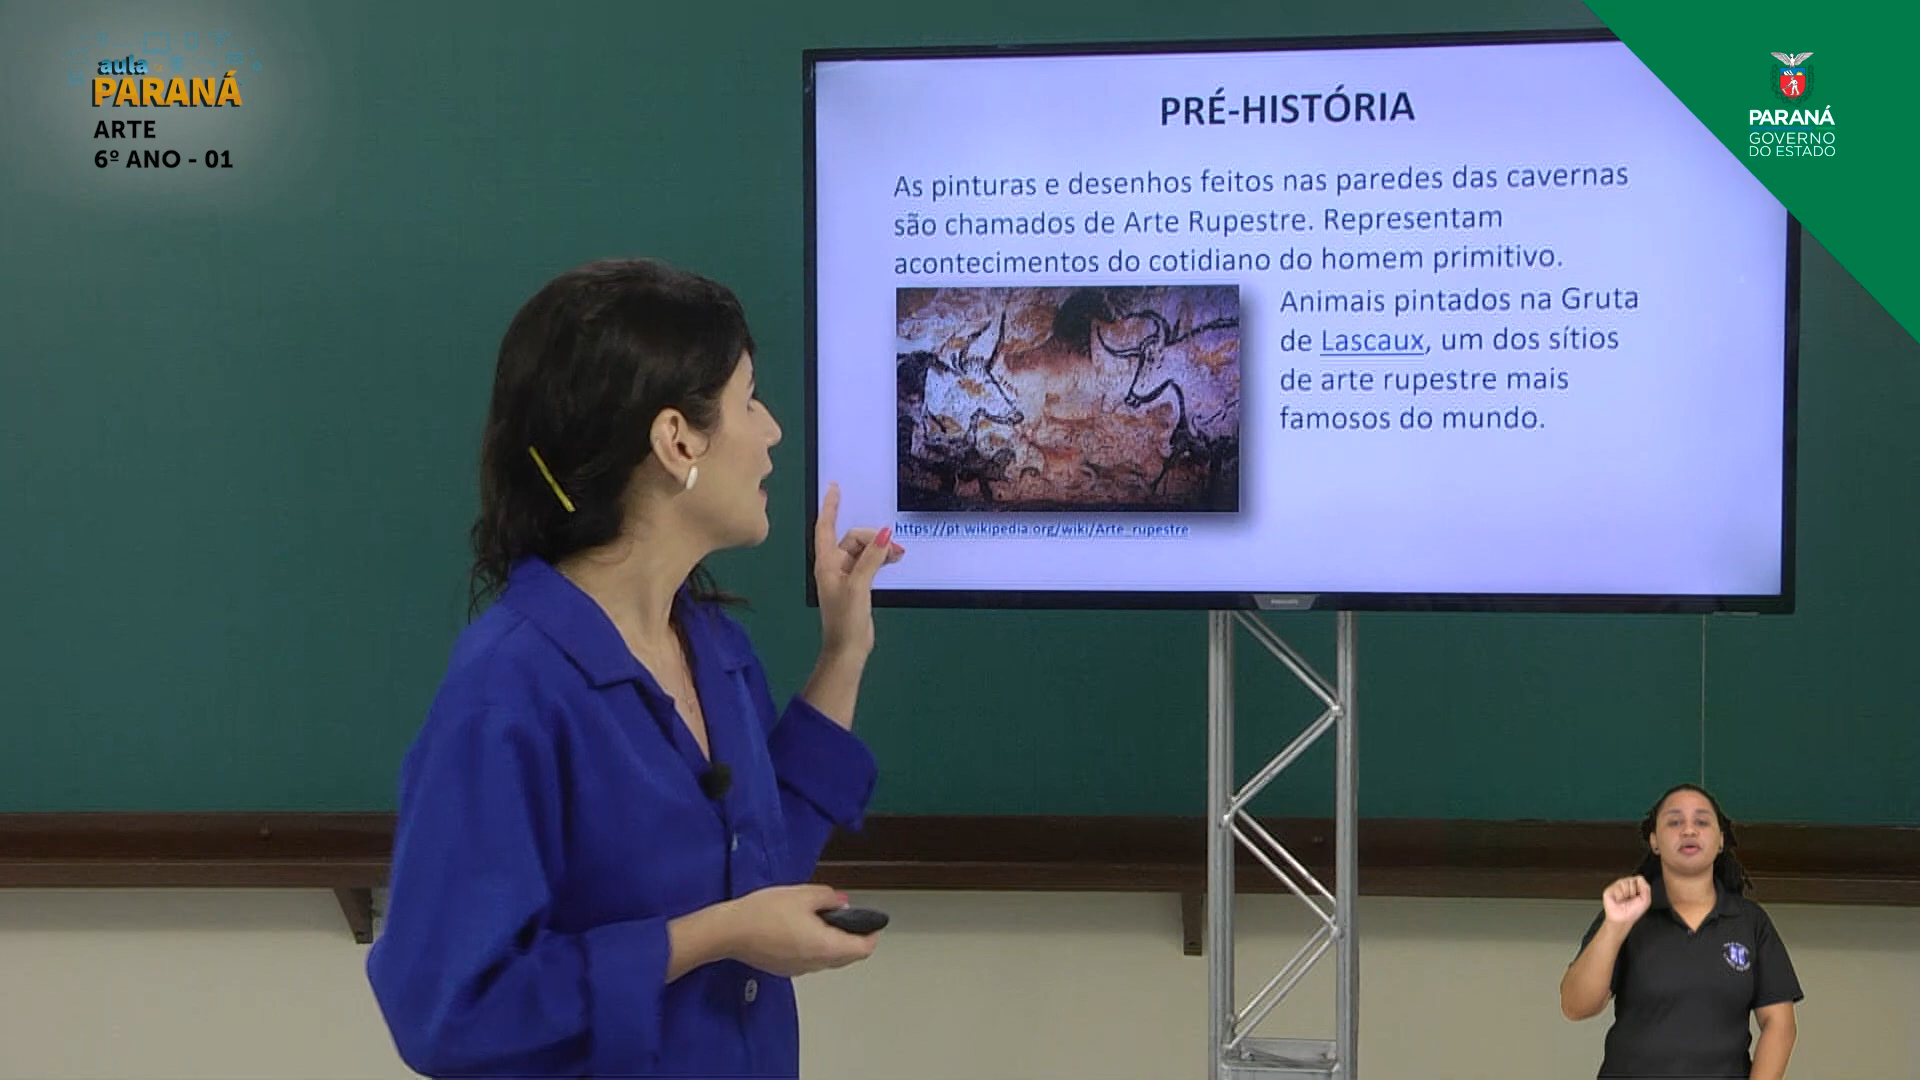 aula
PARANÁ
ARTE
6º ANO - 01
PRÉ-HISTÓRIA
As pinturas e desenhos feitos nas paredes das cavernas
são chamados de Arte Rupestre. Representam
acontecimentos do cotidiano do homem primitivo.
Animais pintados na Gruta
de Lascaux, um dos sítios
de arte rupestre mais
famosos do mundo.
https://pt.wikipedia.org/wiki/Arte_rupestre
PARANÁ
GOVERNO
DO ESTADO